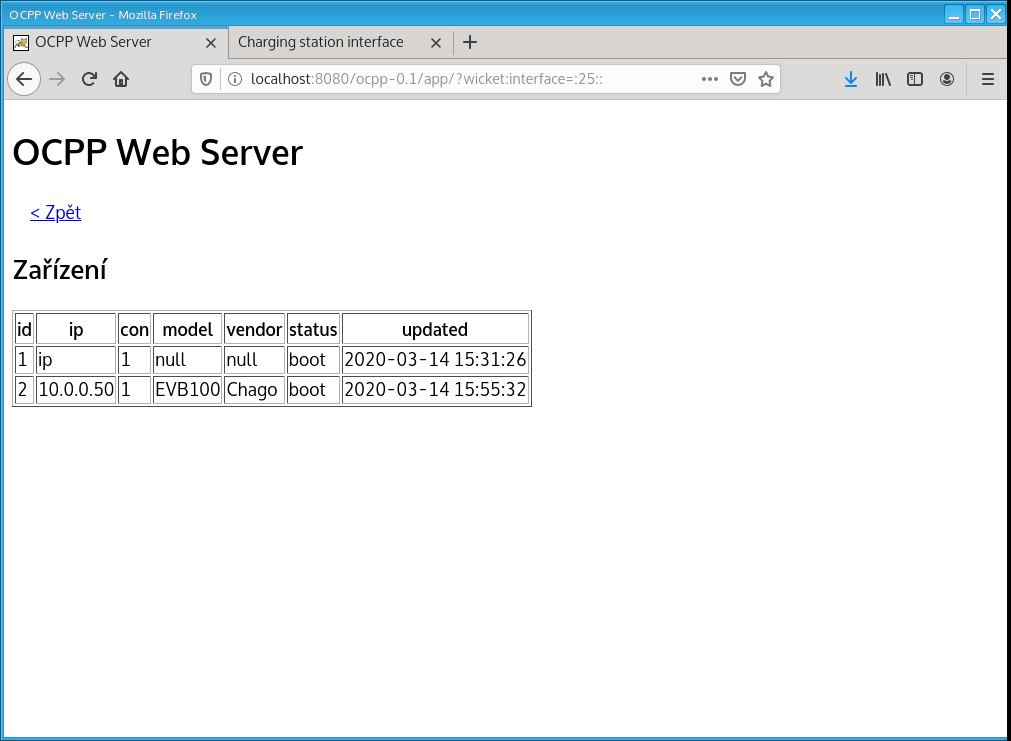 OCPP Web Server - Mozilla Firefox
OCPP Web Server Charging station interface
localhost:8080/ocpp-0.1/app/?wicket:interface=:25::
OCPP Web Server
< Zpět
Zařízení
id ip con model vendor status updated
1 ip 1 null null boot 2020-03-14 15:31:26
2 10.0.0.50 1 EVB100 Chago boot 2020-03-14 15:55:32